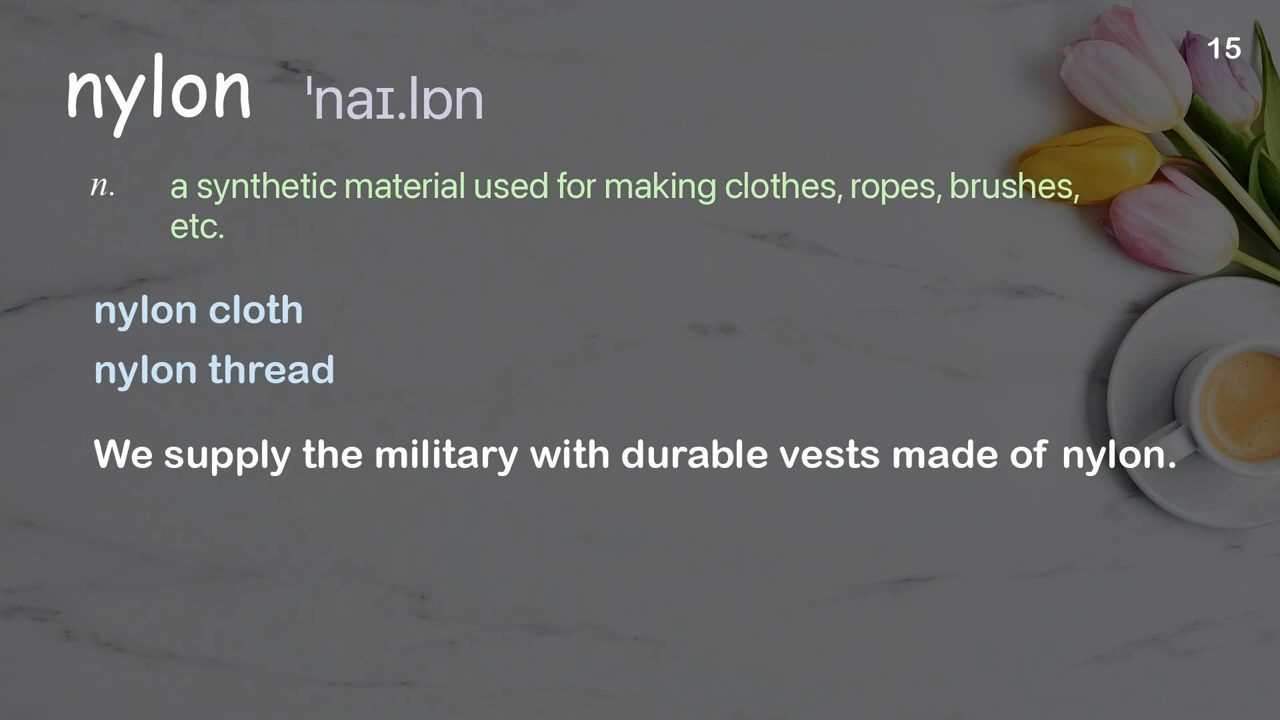 15
nylon ˈnaɪ.lɒn
n. a synthetic material used for making clothes, ropes, brushes,
etc.
nylon cloth
nylon thread
We supply the military with durable vests made of nylon.